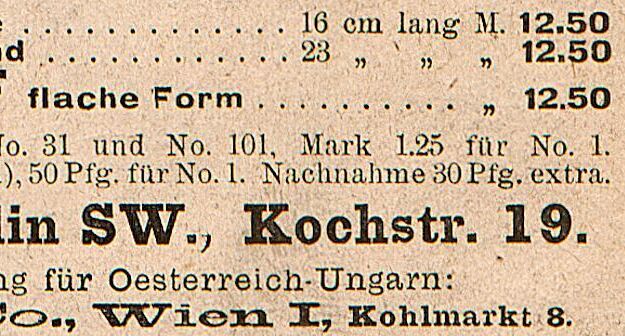 16 cm lang M. 12.50
23 „ „ „ 12.50
flache Form . . . . . . . . . . „ 12.50
No. 31 und No. 101, Mark 1.25 für No. 1.
), 50 Pfg. für No. 1. Nachnahme 30 Pfg. extra.
lin SW., Kochstr. 19.
ng für Oesterreich-Ungarn:
Co., Wien I, Kohlmarkt 8.